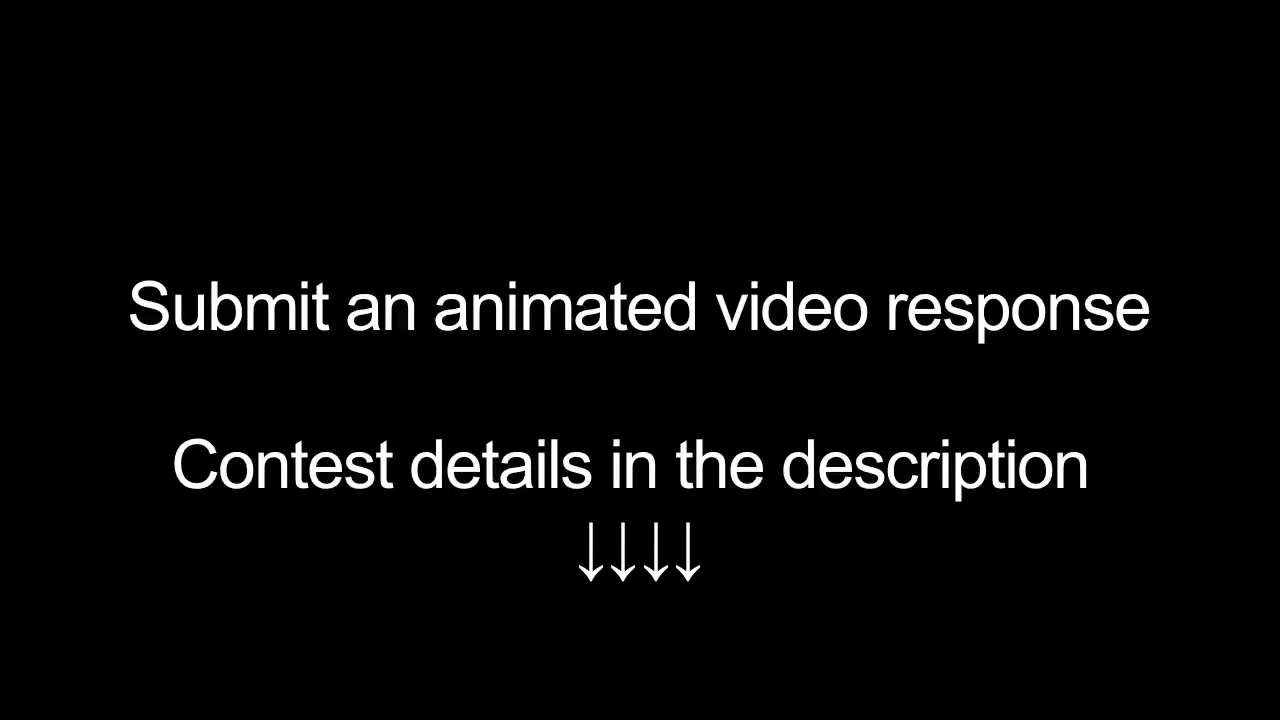 Submit an animated video response
Contest details in the description
↓↓↓↓